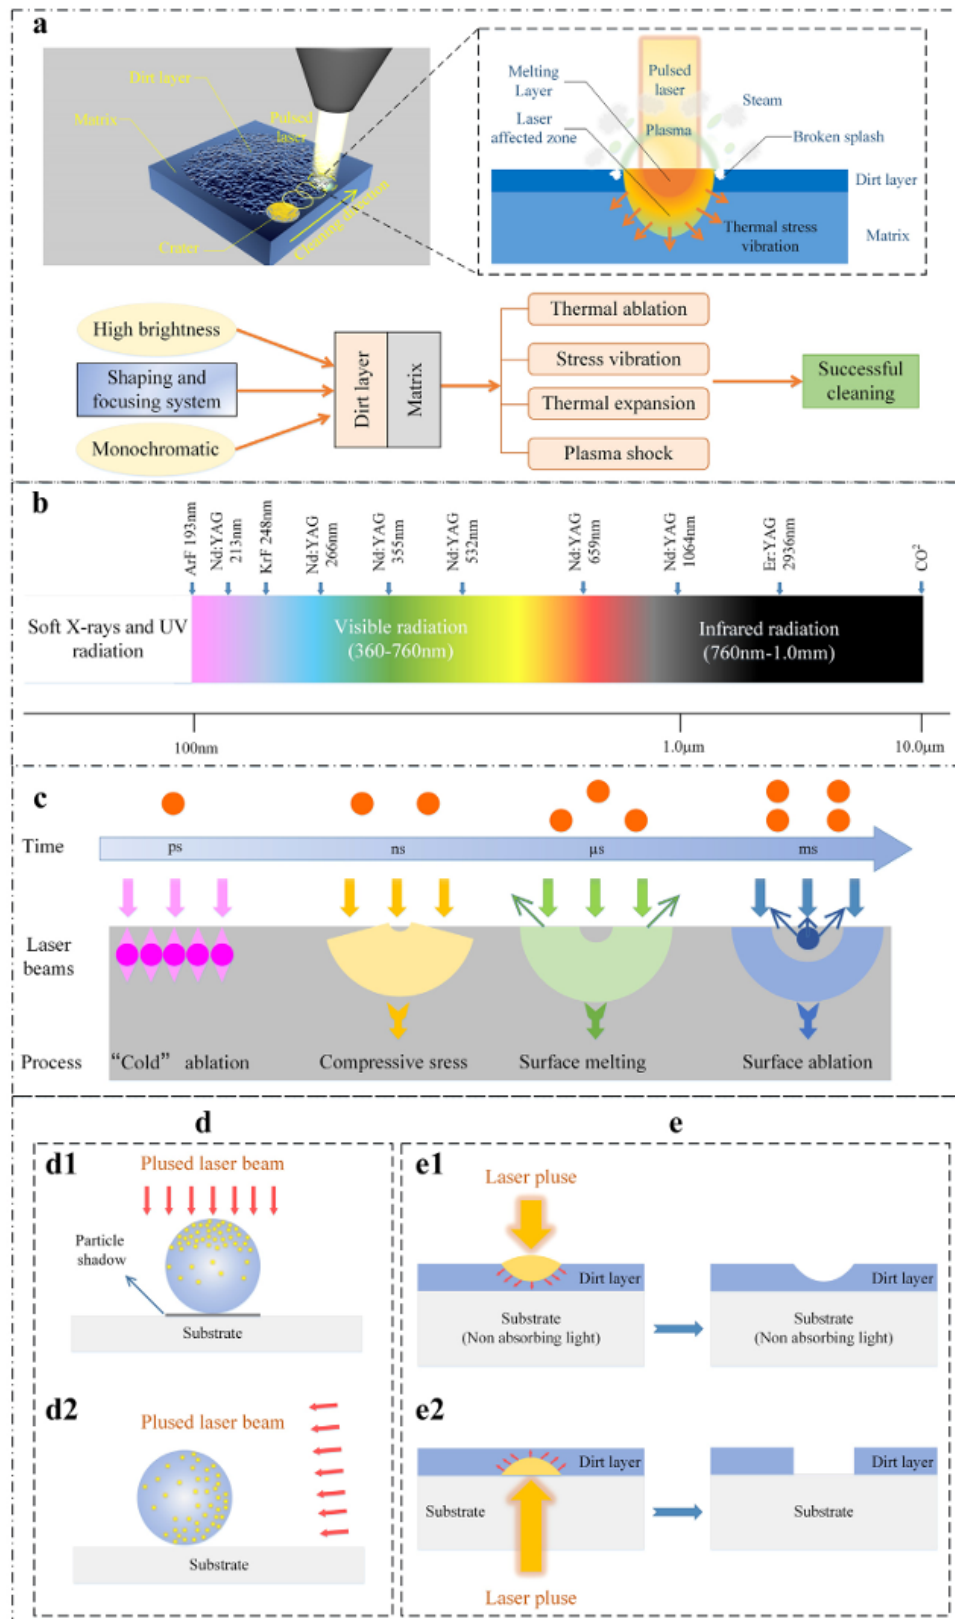 a
Dirt layer
Matrix
Pulsed
laser
Crater
Cleaning direction
Melting
Layer
Laser
affected zone
Pulsed
laser
Plasma
Steam
Broken splash
Dirt layer
Thermal stress
vibration
Matrix
High brightness
Shaping and
focusing system
Monochromatic
Dirt layer
Matrix
Thermal ablation
Stress vibration
Thermal expansion
Plasma shock
Successful
cleaning
b
ArF 193nm
Nd:YAG
213nm
KrF 248nm
Nd:YAG
266nm
Nd:YAG
355nm
Nd:YAG
532nm
Nd:YAG
659nm
Nd:YAG
1064nm
Er:YAG
2936nm
CO²
Soft X-rays and UV
radiation
Visible radiation
(360-760nm)
Infrared radiation
(760nm-1.0mm)
100nm
1.0μm
10.0μm
c
Time
ps
ns
μs
ms
Laser
beams
Process
“Cold” ablation
Compressive sress
Surface melting
Surface ablation
d
e
d1
Plused laser beam
Particle
shadow
Substrate
d2
Plused laser beam
Substrate
e1
Laser pluse
Dirt layer
Substrate
(Non absorbing light)
Dirt layer
Substrate
(Non absorbing light)
e2
Dirt layer
Substrate
Laser pluse
Dirt layer
Substrate